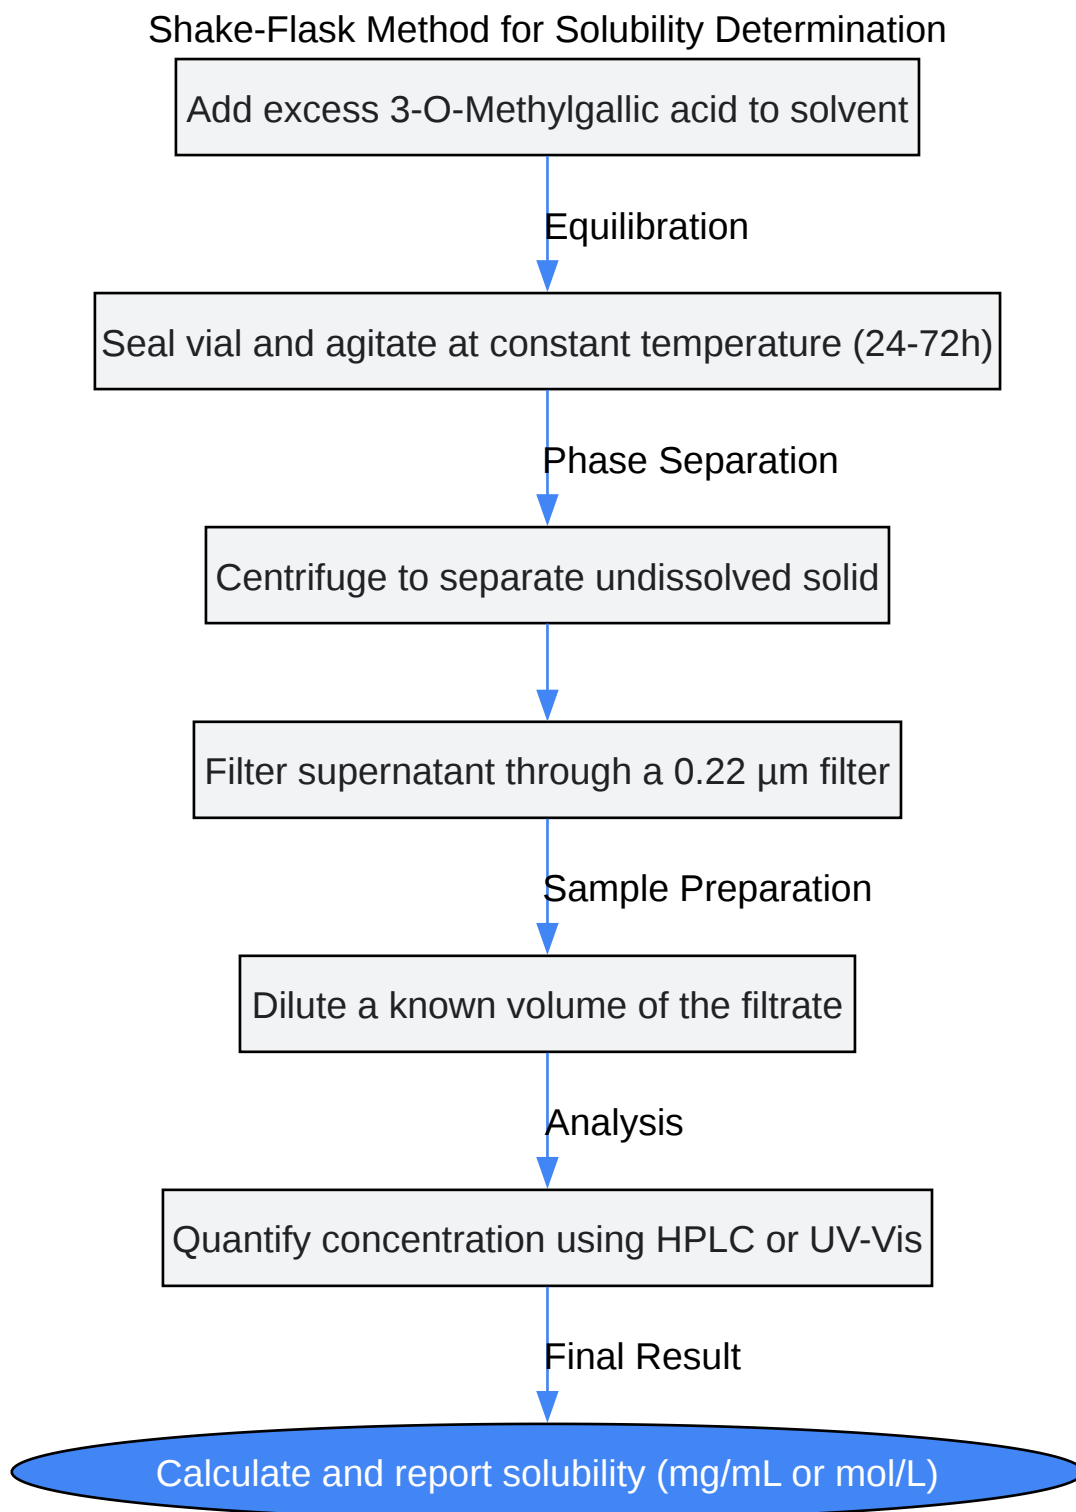 Shake-Flask Method for Solubility Determination
Add excess 3-O-Methylgallic acid to solvent
Equilibration
Seal vial and agitate at constant temperature (24-72h)
Phase Separation
Centrifuge to separate undissolved solid
Filter supernatant through a 0.22 µm filter
Sample Preparation
Dilute a known volume of the filtrate
Analysis
Quantify concentration using HPLC or UV-Vis
Final Result
Calculate and report solubility (mg/mL or mol/L)